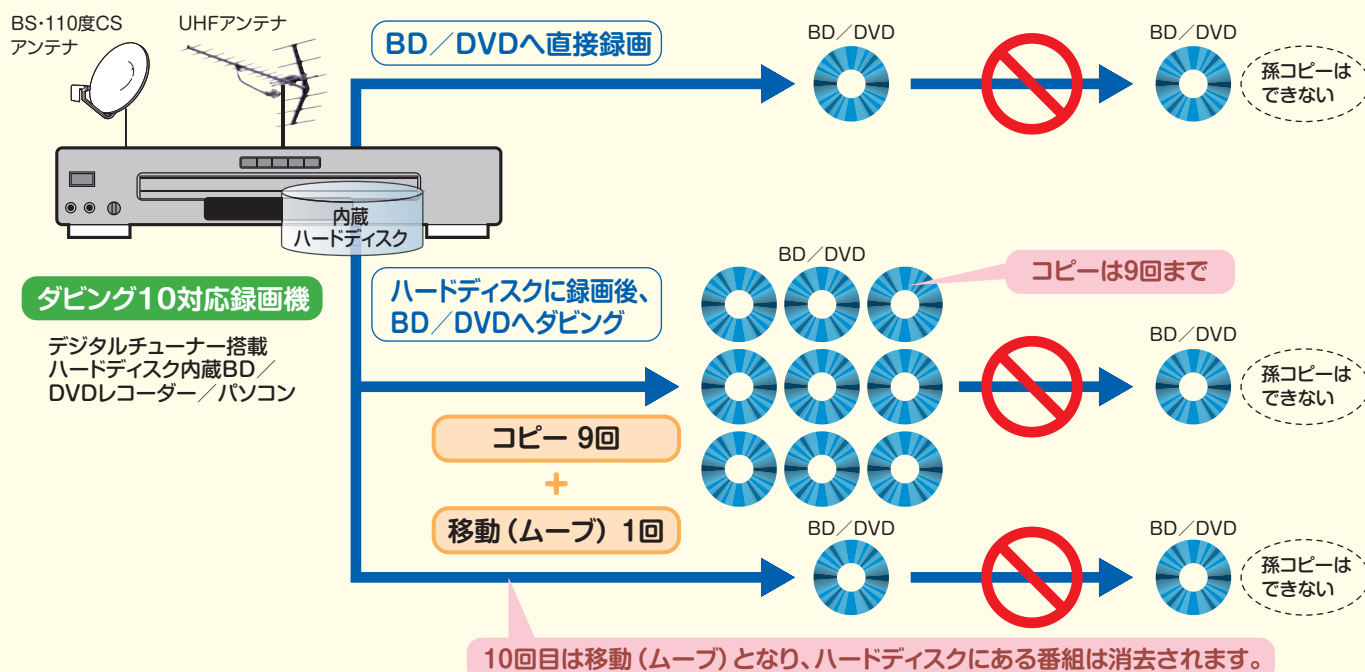 BS・110度CS
アンテナ
UHFアンテナ
BD／DVDへ直接録画
BD／DVD
BD／DVD
孫コピーは
できない
内蔵
ハードディスク
ダビング10対応録画機
デジタルチューナー搭載
ハードディスク内蔵BD／
DVDレコーダー／パソコン
ハードディスクに録画後、
BD／DVDへダビング
BD／DVD
コピーは9回まで
BD／DVD
孫コピーは
できない
コピー 9回
+
移動（ムーブ）1回
BD／DVD
BD／DVD
孫コピーは
できない
10回目は移動（ムーブ）となり、ハードディスクにある番組は消去されます。